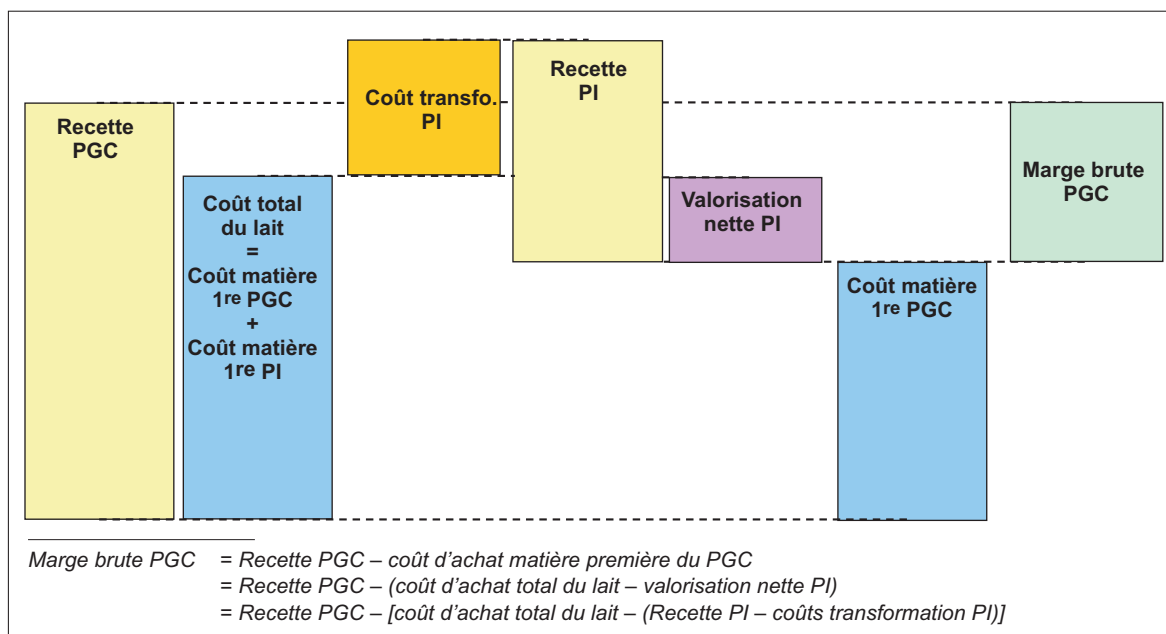 Recette
PGC
Coût total
du lait
=
Coût matière
1re PGC
+
Coût matière
1re PI
Coût transfo.
PI
Recette
PI
Valorisation
nette PI
Coût matière
1re PGC
Marge brute
PGC
Marge brute PGC = Recette PGC – coût d’achat matière première du PGC
= Recette PGC – (coût d’achat total du lait – valorisation nette PI)
= Recette PGC – [coût d’achat total du lait – (Recette PI – coûts transformation PI)]